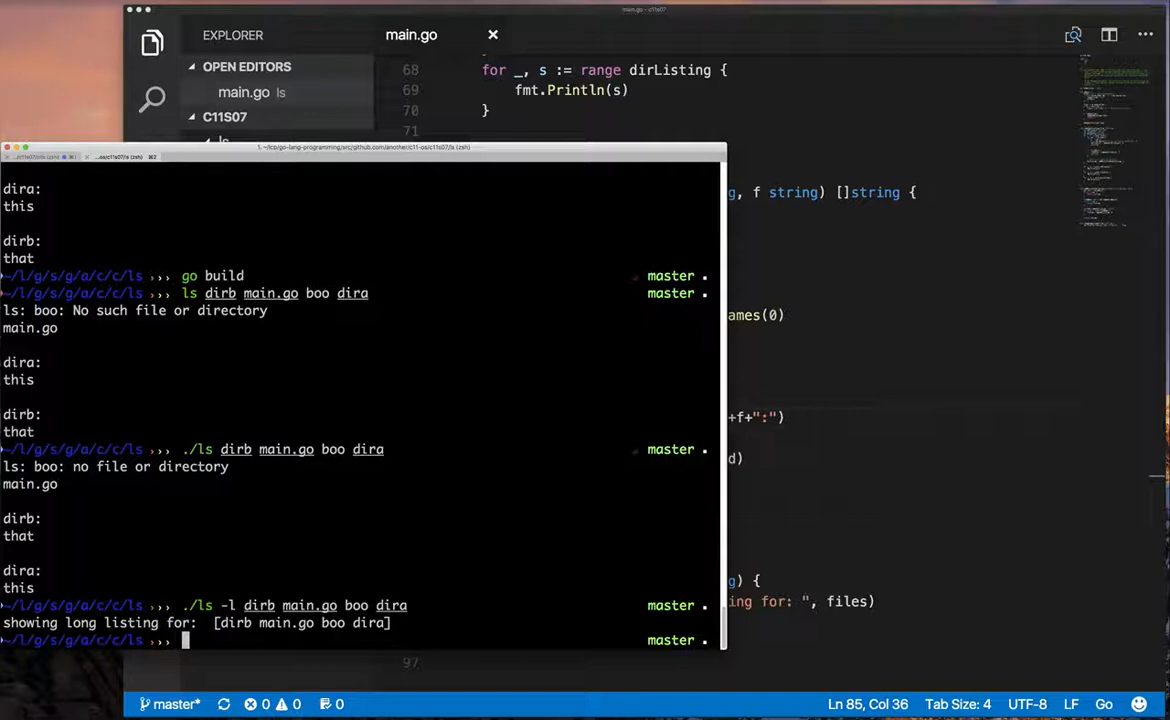 main.go — c11s07
EXPLORER
main.go ×
OPEN EDITORS
main.go ls
C11S07
ls
68 for _, s := range dirListing {
69 fmt.Println(s)
70 }
71
g, f string) []string {
ames(0)
+f+":")
d)
g) {
ing for: ", files)
97
dira:
this
dirb:
that
~/l/g/s/g/a/c/c/ls ››› go build master .
~/l/g/s/g/a/c/c/ls ››› ls dirb main.go boo dira master .
ls: boo: No such file or directory
main.go
dira:
this
dirb:
that
~/l/g/s/g/a/c/c/ls ››› ./ls dirb main.go boo dira master .
ls: boo: no file or directory
main.go
dirb:
that
dira:
this
~/l/g/s/g/a/c/c/ls ››› ./ls -l dirb main.go boo dira master .
showing long listing for:  [dirb main.go boo dira]
~/l/g/s/g/a/c/c/ls ››› master .
master* 0 0 0 Ln 85, Col 36 Tab Size: 4 UTF-8 LF Go